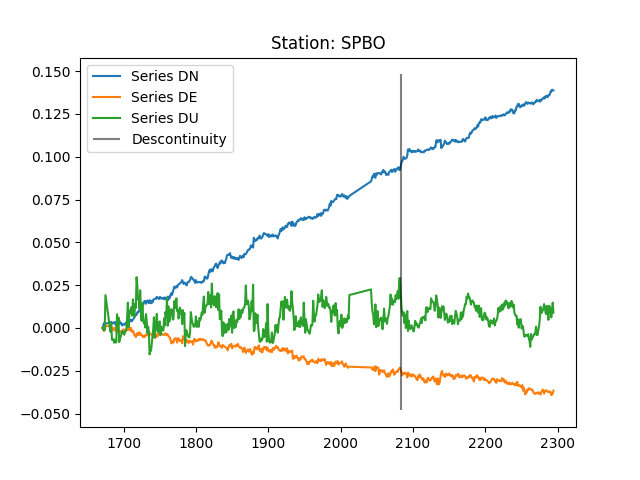 Station: SPBO
Series DN
Series DE
Series DU
Descontinuity
0.150
0.125
0.100
0.075
0.050
0.025
0.000
−0.025
−0.050
1700 1800 1900 2000 2100 2200 2300